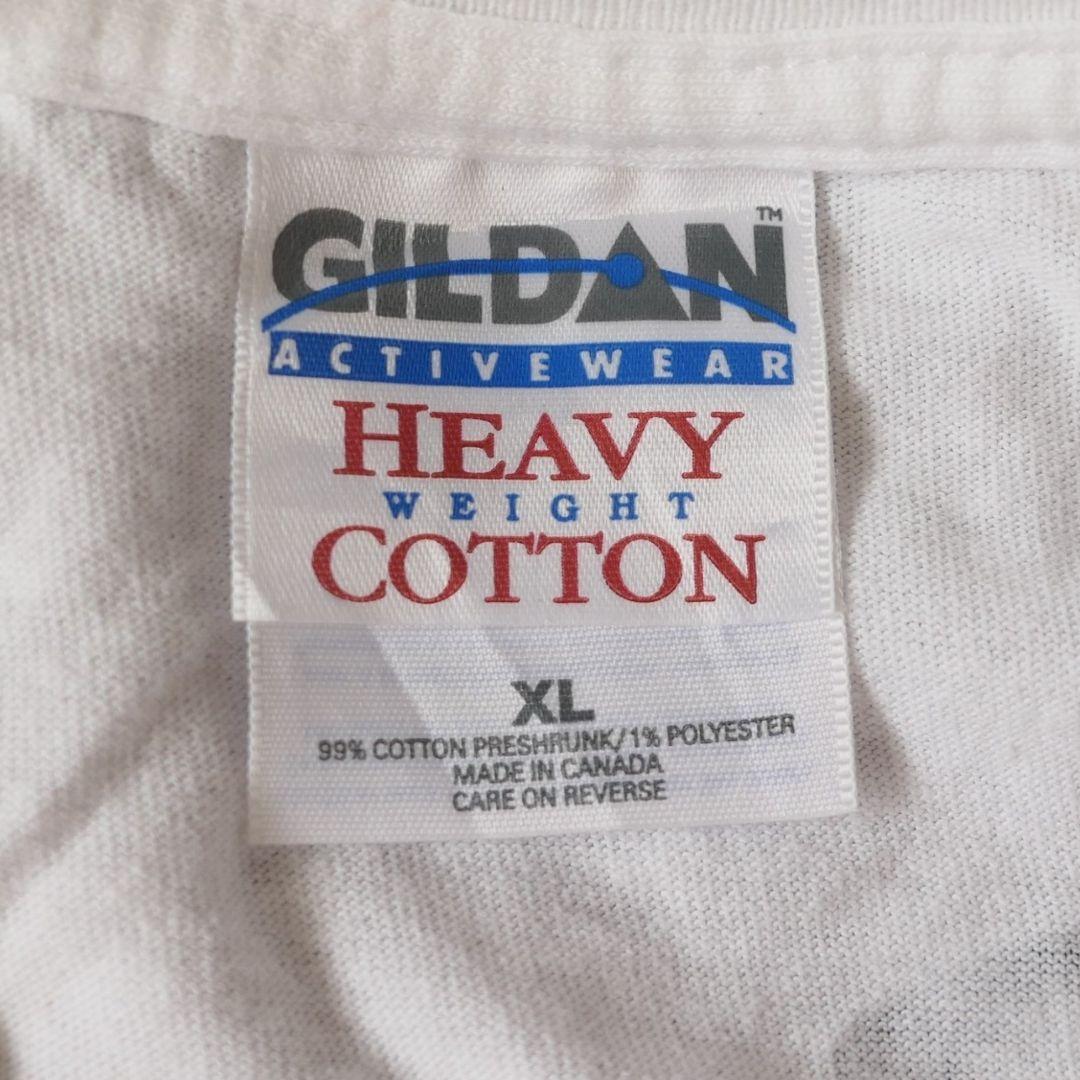 GILDAN™
ACTIVEWEAR
HEAVY
WEIGHT
COTTON
XL
99% COTTON PRESHRUNK/1% POLYESTER
MADE IN CANADA
CARE ON REVERSE